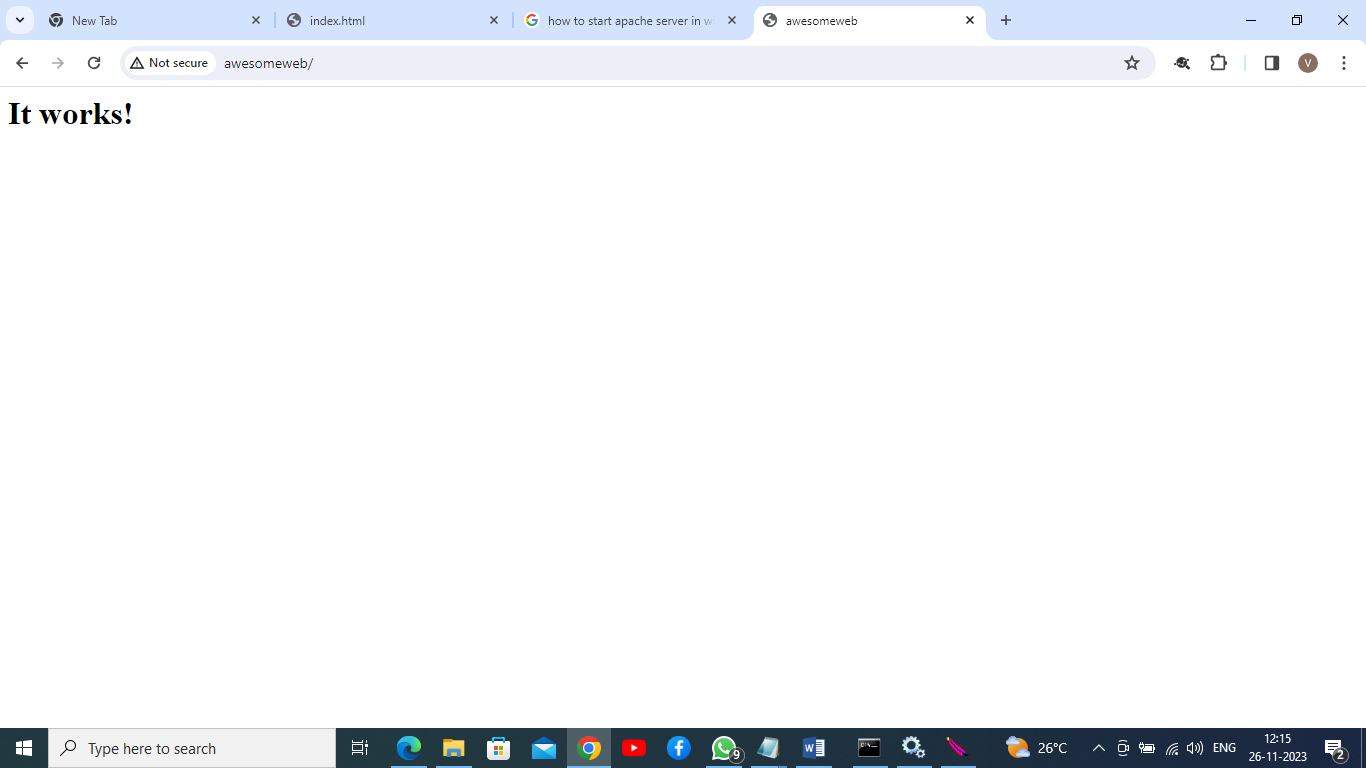 New Tab
index.html
how to start apache server in w
awesomeweb
Not secure
awesomeweb/
V
It works!
Type here to search
9
W
C:\_
26°C
ENG
12:15
26-11-2023
2